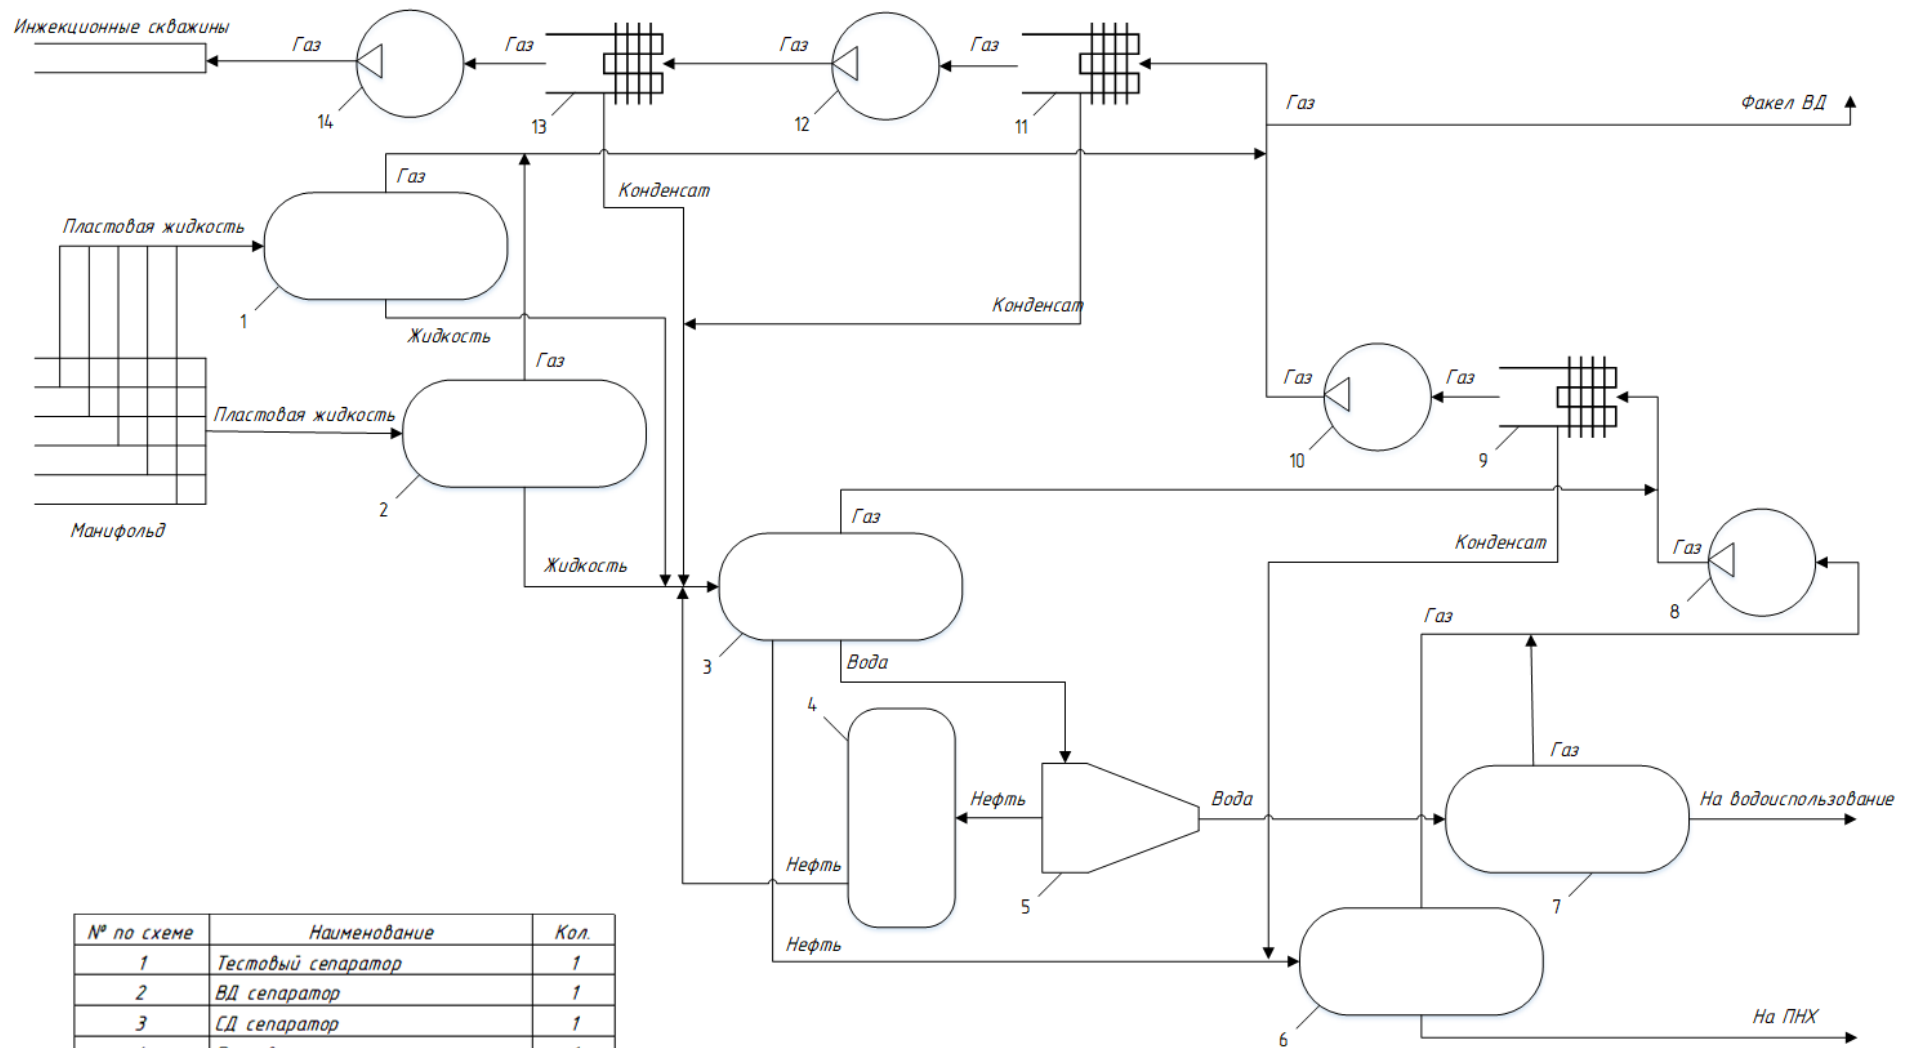 Инжекционные скважины
Газ
Газ
Газ
Газ
14
13
12
11
Газ
Факел ВД
Газ
Конденсат
Пластовая жидкость
1
Жидкость
Конденсат
Газ
Газ
Газ
Пластовая жидкость
10
9
2
Манифольд
Газ
Жидкость
Конденсат
Газ
8
Газ
3
Вода
4
Газ
Нефть
Вода
На водоиспользование
Нефть
5
7
Нефть
На ПНХ
6
№ по схеме Наименование Кол.
1 Тестовый сепаратор 1
2 ВД сепаратор 1
3 СД сепаратор 1